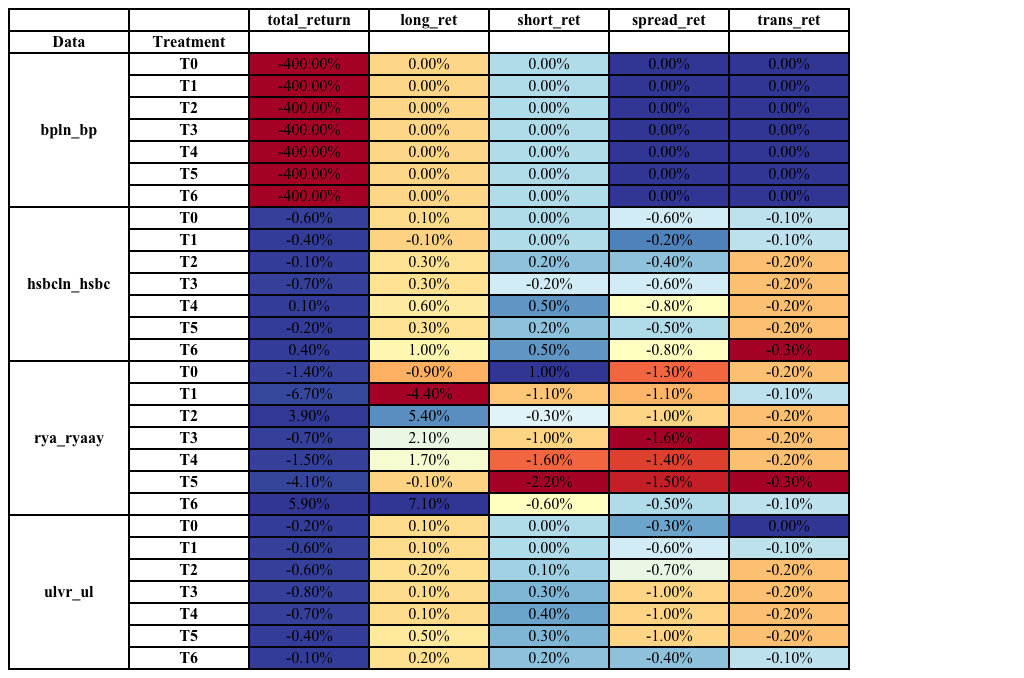 total_return long_ret short_ret spread_ret trans_ret
Data Treatment
bpln_bp T0 -400.00% 0.00% 0.00% 0.00% 0.00%
T1 -400.00% 0.00% 0.00% 0.00% 0.00%
T2 -400.00% 0.00% 0.00% 0.00% 0.00%
T3 -400.00% 0.00% 0.00% 0.00% 0.00%
T4 -400.00% 0.00% 0.00% 0.00% 0.00%
T5 -400.00% 0.00% 0.00% 0.00% 0.00%
T6 -400.00% 0.00% 0.00% 0.00% 0.00%
hsbcln_hsbc T0 -0.60% 0.10% 0.00% -0.60% -0.10%
T1 -0.40% -0.10% 0.00% -0.20% -0.10%
T2 -0.10% 0.30% 0.20% -0.40% -0.20%
T3 -0.70% 0.30% -0.20% -0.60% -0.20%
T4 0.10% 0.60% 0.50% -0.80% -0.20%
T5 -0.20% 0.30% 0.20% -0.50% -0.20%
T6 0.40% 1.00% 0.50% -0.80% -0.30%
rya_ryaay T0 -1.40% -0.90% 1.00% -1.30% -0.20%
T1 -6.70% -4.40% -1.10% -1.10% -0.10%
T2 3.90% 5.40% -0.30% -1.00% -0.20%
T3 -0.70% 2.10% -1.00% -1.60% -0.20%
T4 -1.50% 1.70% -1.60% -1.40% -0.20%
T5 -4.10% -0.10% -2.20% -1.50% -0.30%
T6 5.90% 7.10% -0.60% -0.50% -0.10%
ulvr_ul T0 -0.20% 0.10% 0.00% -0.30% 0.00%
T1 -0.60% 0.10% 0.00% -0.60% -0.10%
T2 -0.60% 0.20% 0.10% -0.70% -0.20%
T3 -0.80% 0.10% 0.30% -1.00% -0.20%
T4 -0.70% 0.10% 0.40% -1.00% -0.20%
T5 -0.40% 0.50% 0.30% -1.00% -0.20%
T6 -0.10% 0.20% 0.20% -0.40% -0.10%